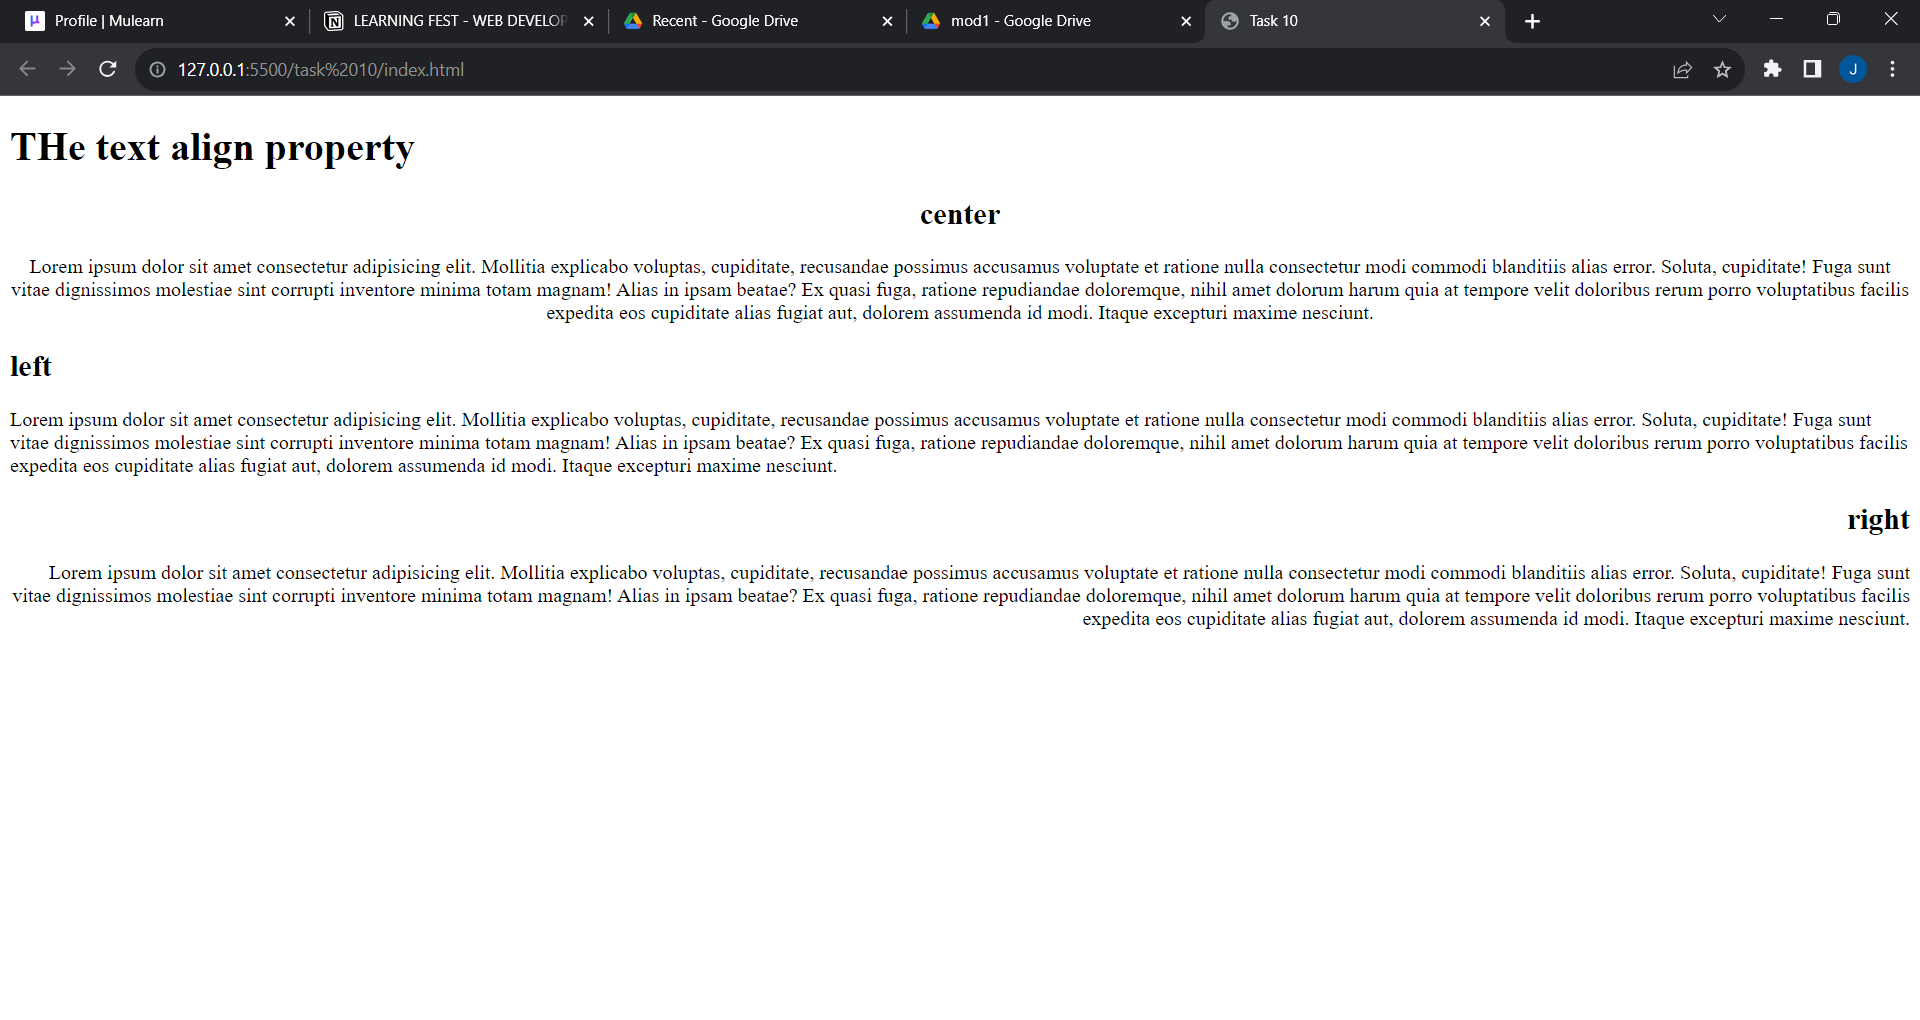 Profile | Mulearn
LEARNING FEST - WEB DEVELOP
Recent - Google Drive
mod1 - Google Drive
Task 10
127.0.0.1:5500/task%2010/index.html
J
THe text align property
center
Lorem ipsum dolor sit amet consectetur adipisicing elit. Mollitia explicabo voluptas, cupiditate, recusandae possimus accusamus voluptate et ratione nulla consectetur modi commodi blanditiis alias error. Soluta, cupiditate! Fuga sunt
vitae dignissimos molestiae sint corrupti inventore minima totam magnam! Alias in ipsam beatae? Ex quasi fuga, ratione repudiandae doloremque, nihil amet dolorum harum quia at tempore velit doloribus rerum porro voluptatibus facilis
expedita eos cupiditate alias fugiat aut, dolorem assumenda id modi. Itaque excepturi maxime nesciunt.
left
Lorem ipsum dolor sit amet consectetur adipisicing elit. Mollitia explicabo voluptas, cupiditate, recusandae possimus accusamus voluptate et ratione nulla consectetur modi commodi blanditiis alias error. Soluta, cupiditate! Fuga sunt
vitae dignissimos molestiae sint corrupti inventore minima totam magnam! Alias in ipsam beatae? Ex quasi fuga, ratione repudiandae doloremque, nihil amet dolorum harum quia at tempore velit doloribus rerum porro voluptatibus facilis
expedita eos cupiditate alias fugiat aut, dolorem assumenda id modi. Itaque excepturi maxime nesciunt.
right
Lorem ipsum dolor sit amet consectetur adipisicing elit. Mollitia explicabo voluptas, cupiditate, recusandae possimus accusamus voluptate et ratione nulla consectetur modi commodi blanditiis alias error. Soluta, cupiditate! Fuga sunt
vitae dignissimos molestiae sint corrupti inventore minima totam magnam! Alias in ipsam beatae? Ex quasi fuga, ratione repudiandae doloremque, nihil amet dolorum harum quia at tempore velit doloribus rerum porro voluptatibus facilis
expedita eos cupiditate alias fugiat aut, dolorem assumenda id modi. Itaque excepturi maxime nesciunt.